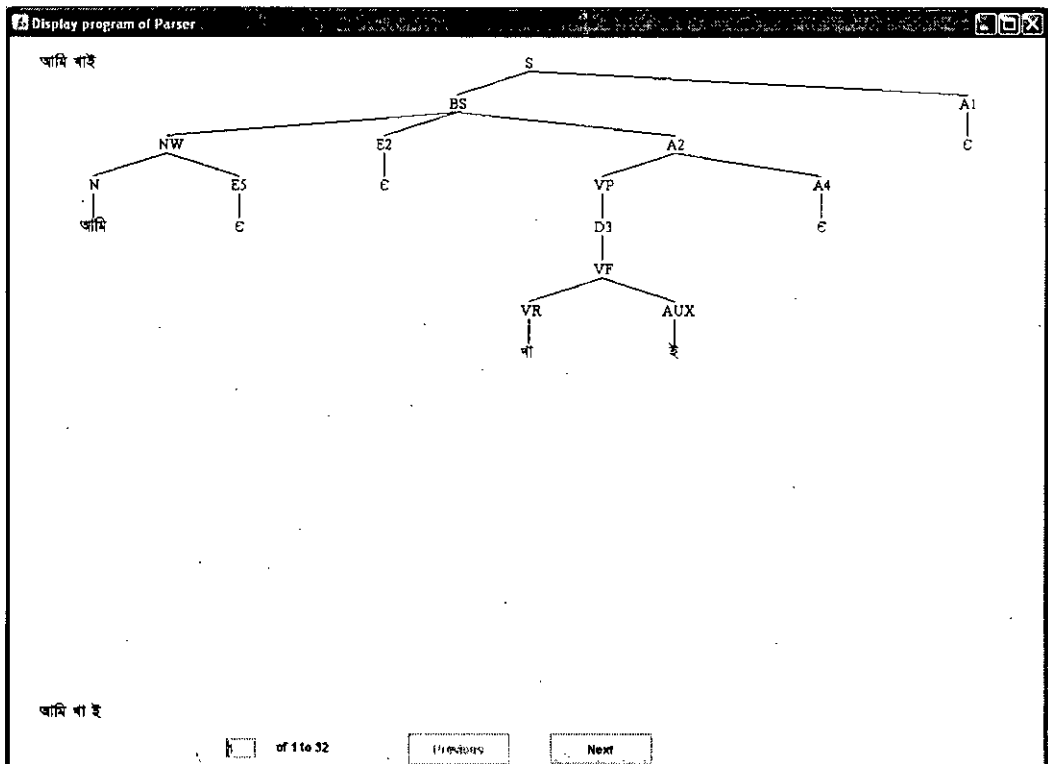 Display program of Parser
আমি খাই
S
BS A1
NW E2 A2 Є
N E5 Є VP A4
আমি Є D3 Є
VF
VR AUX
খা ই
আমি খা ই
1 of 1 to 32 Previous Next